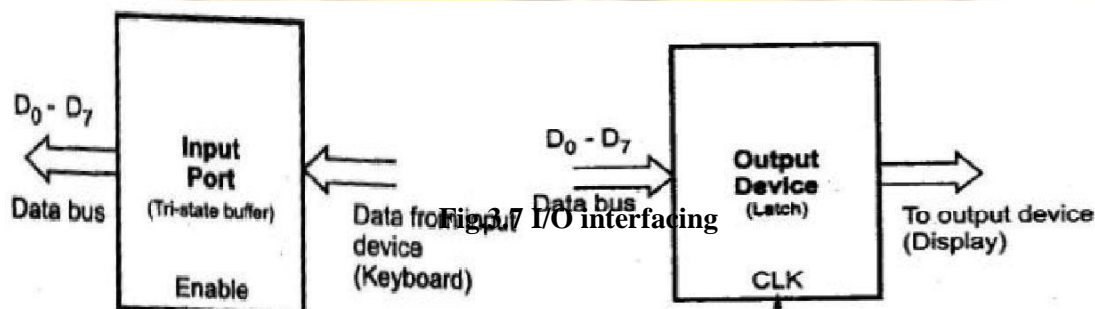 D0 - D7
Data bus
Input
Port
(Tri-state buffer)
Enable
Data from input
device
(Keyboard)
Fig.3.7 I/O interfacing
D0 - D7
Data bus
Output
Device
(Latch)
CLK
To output device
(Display)